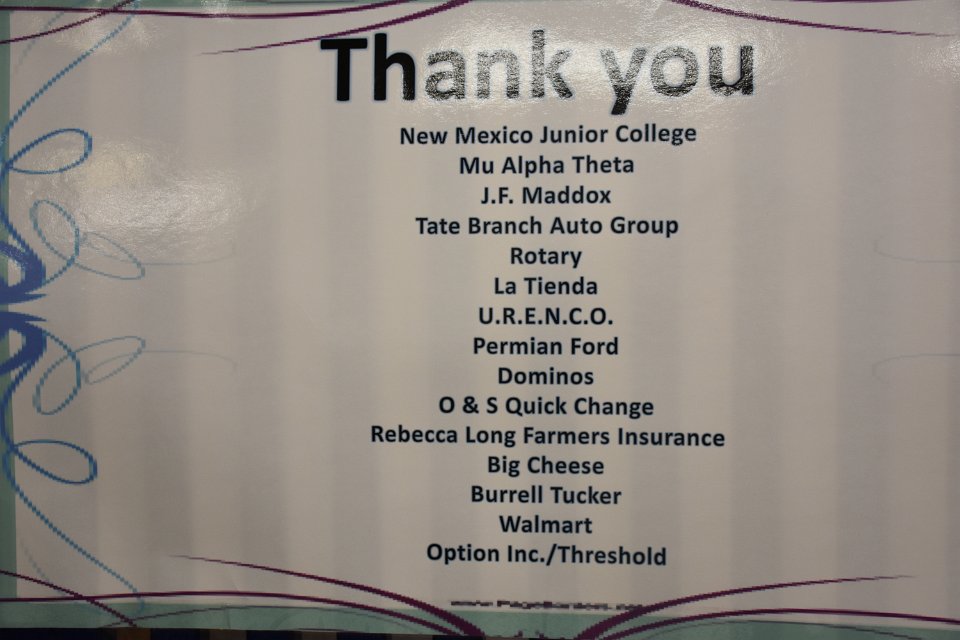 Thank you
New Mexico Junior College
Mu Alpha Theta
J.F. Maddox
Tate Branch Auto Group
Rotary
La Tienda
U.R.E.N.C.O.
Permian Ford
Dominos
O & S Quick Change
Rebecca Long Farmers Insurance
Big Cheese
Burrell Tucker
Walmart
Option Inc./Threshold